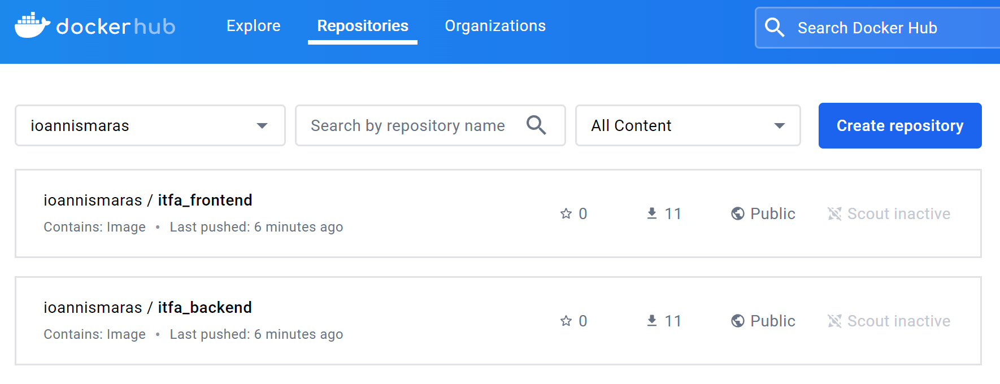 dockerhub Explore Repositories Organizations Search Docker Hub
ioannismaras Search by repository name All Content Create repository
ioannismaras / itfa_frontend
0 11 Public Scout inactive
Contains: Image • Last pushed: 6 minutes ago
ioannismaras / itfa_backend
0 11 Public Scout inactive
Contains: Image • Last pushed: 6 minutes ago